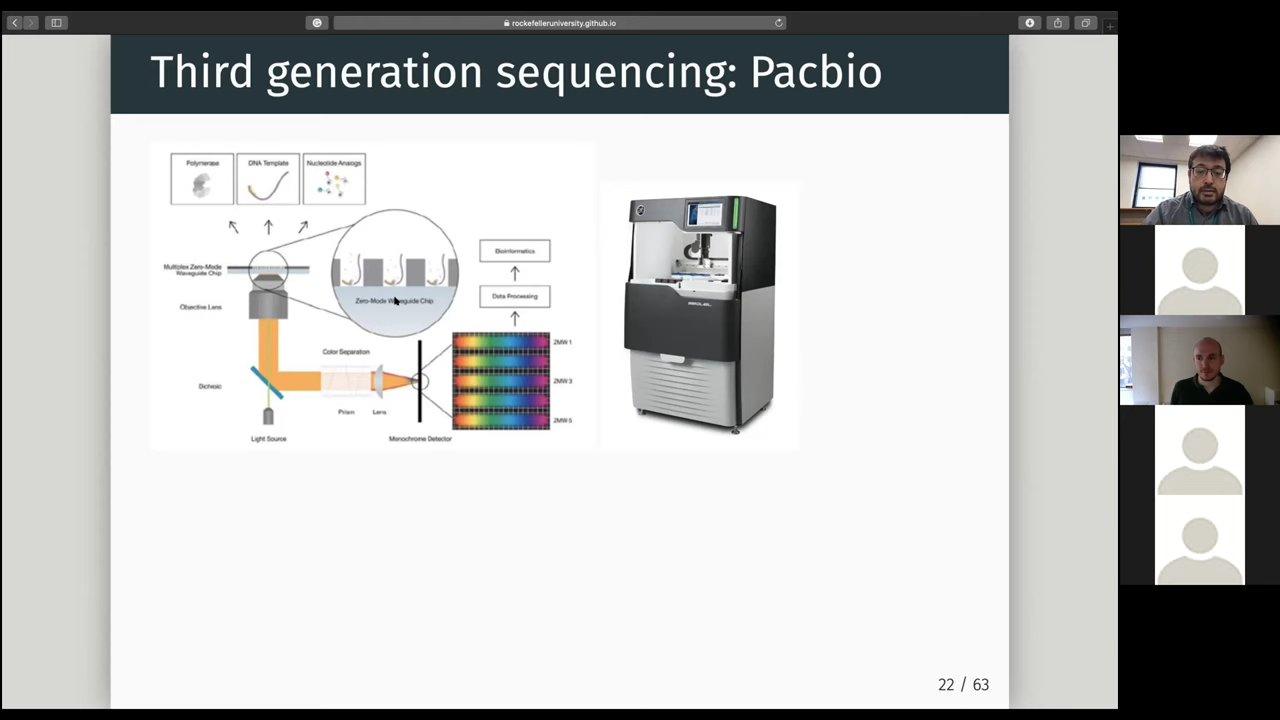 rockefelleruniversity.github.io
Third generation sequencing: Pacbio
Polymerase
DNA Template
Nucleotide Analogs
Multiplex Zero-Mode
Waveguide Chip
Objective Lens
Zero-Mode Waveguide Chip
Bioinformetics
Data Processing
Color Separation
Dichroic
Prism
Lens
Light Source
Monochrome Detector
ZMW 1
ZMW 3
ZMW 5
22 / 63